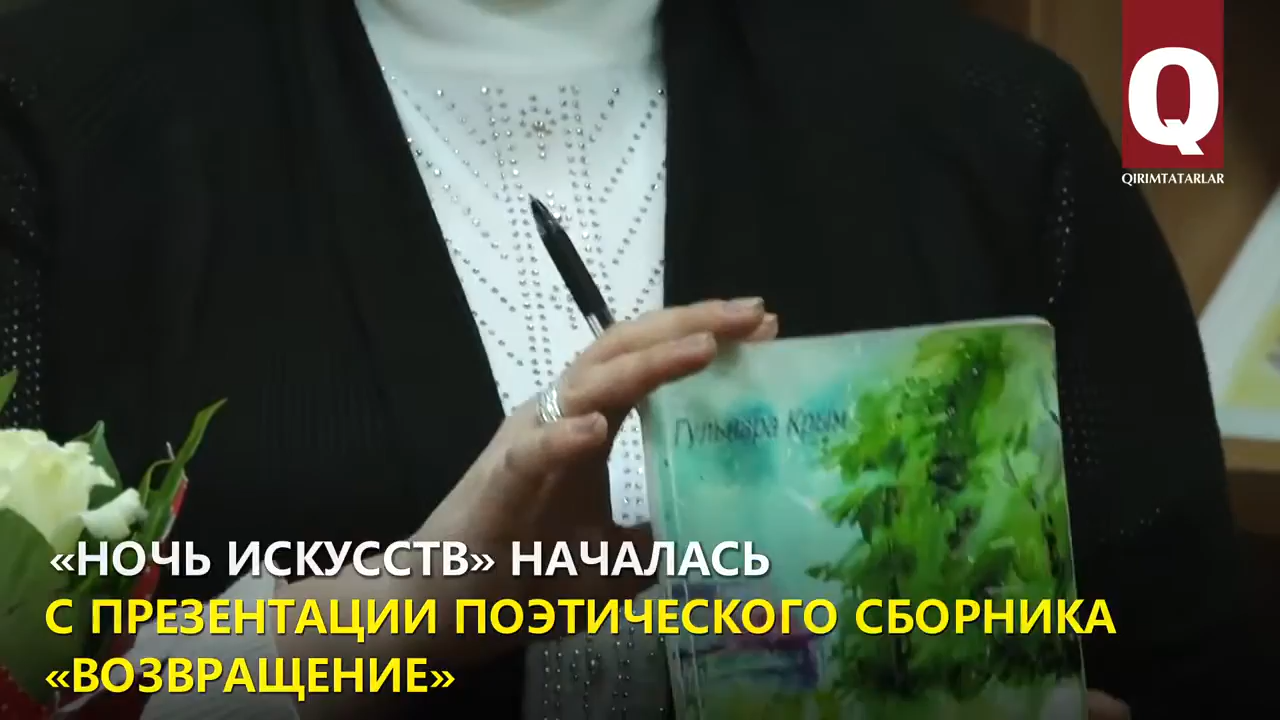 Q
QIRIMTATARLAR
Гульнара Крым
«НОЧЬ ИСКУССТВ» НАЧАЛАСЬ
С ПРЕЗЕНТАЦИИ ПОЭТИЧЕСКОГО СБОРНИКА
«ВОЗВРАЩЕНИЕ»